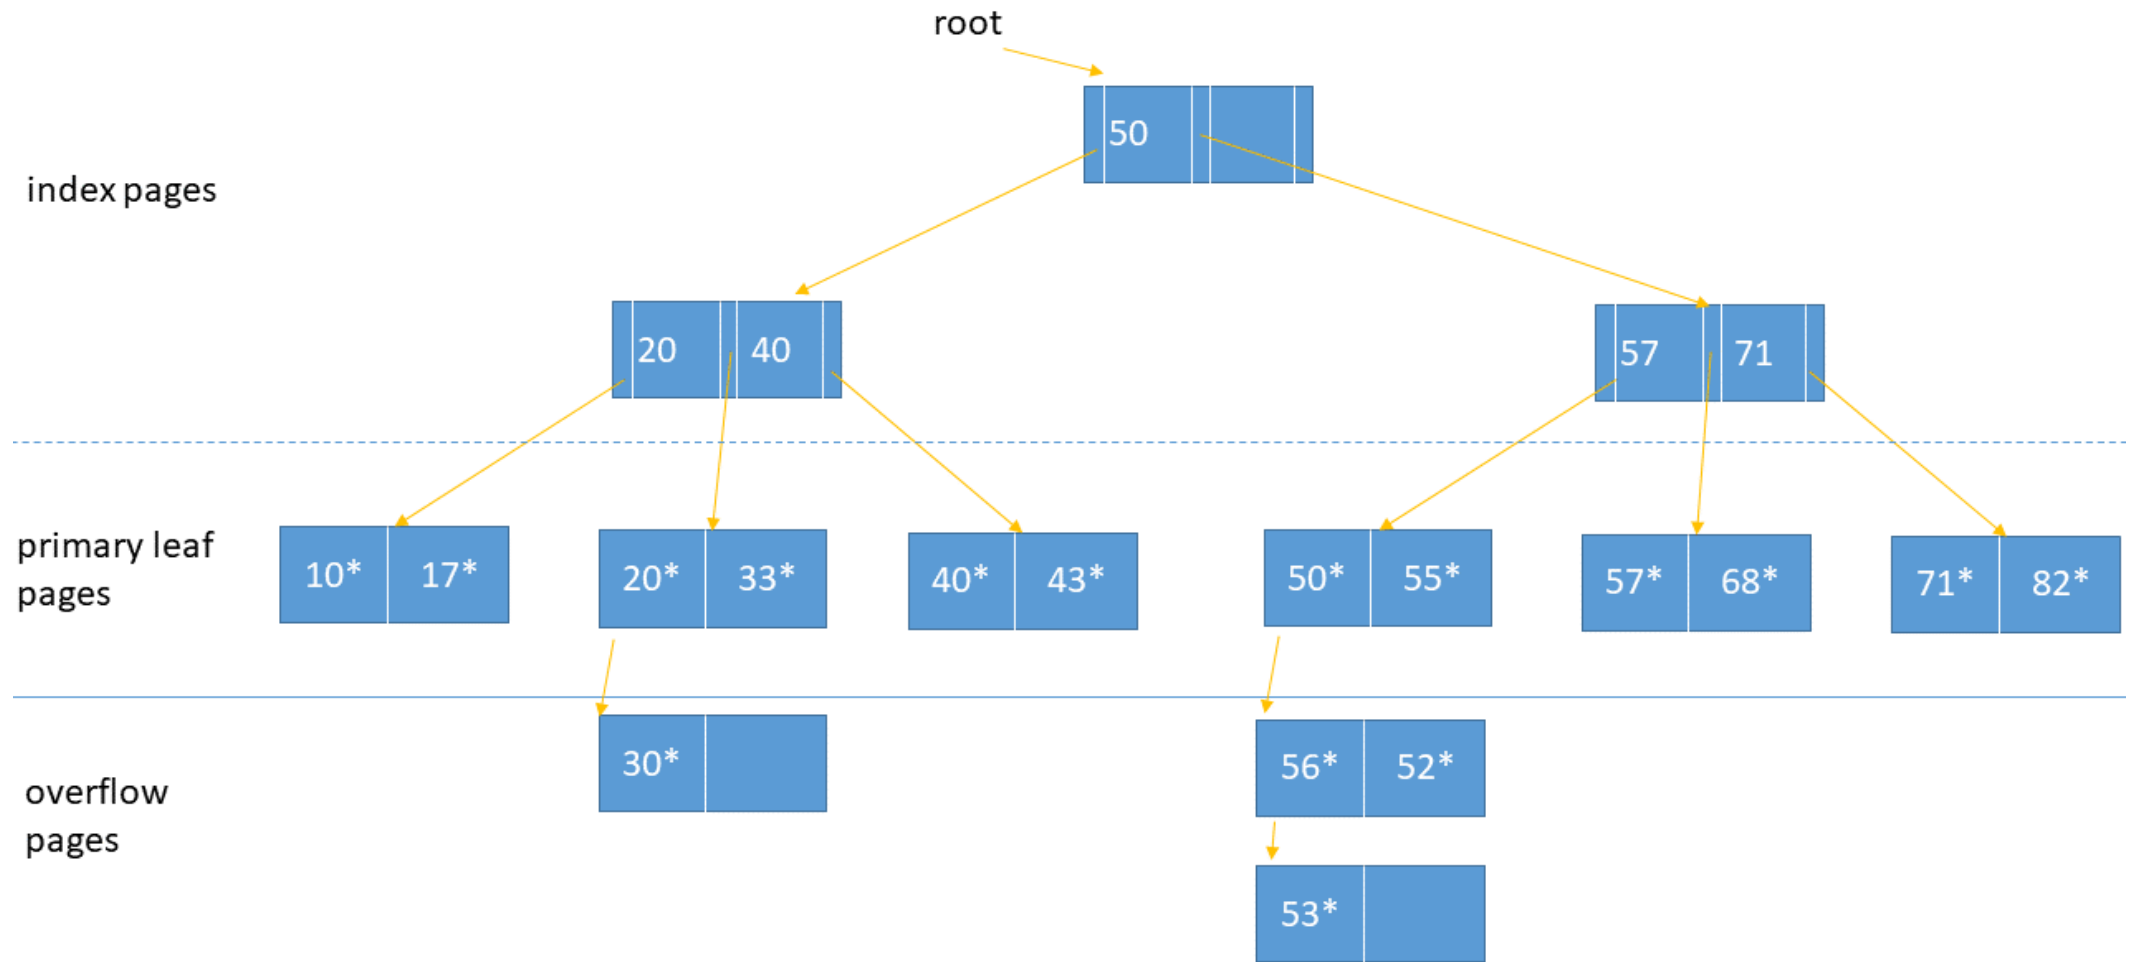 root
50
index pages
20 40
57 71
primary leaf
pages
10* 17*
20* 33*
40* 43*
50* 55*
57* 68*
71* 82*
overflow
pages
30*
56* 52*
53*